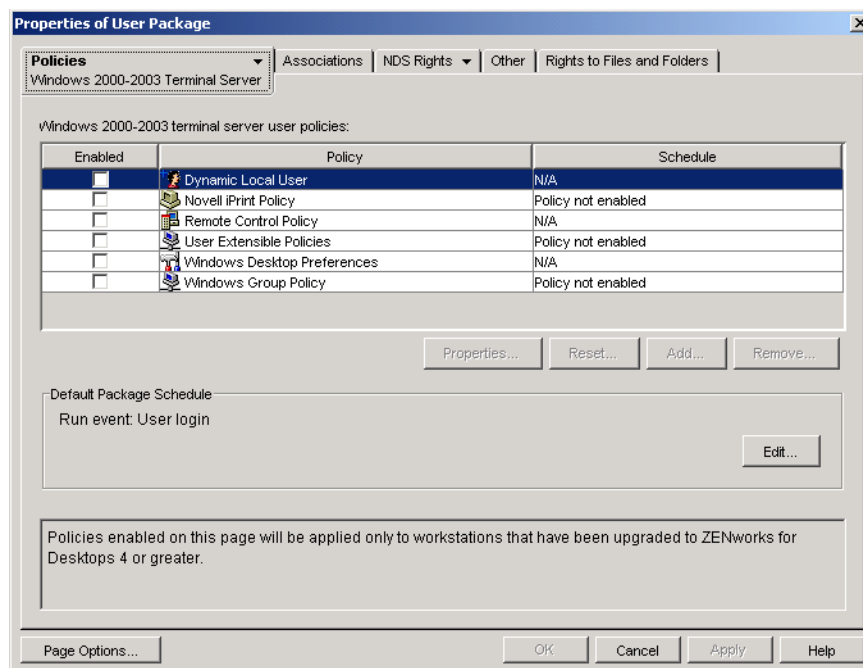 Properties of User Package
Policies
Windows 2000-2003 Terminal Server
Associations
NDS Rights
Other
Rights to Files and Folders
Windows 2000-2003 terminal server user policies:
Enabled Policy Schedule
Dynamic Local User N/A
Novell iPrint Policy Policy not enabled
Remote Control Policy N/A
User Extensible Policies Policy not enabled
Windows Desktop Preferences N/A
Windows Group Policy Policy not enabled
Properties... Reset... Add... Remove...
Default Package Schedule
Run event: User login
Edit...
Policies enabled on this page will be applied only to workstations that have been upgraded to ZENworks for
Desktops 4 or greater.
Page Options... OK Cancel Apply Help